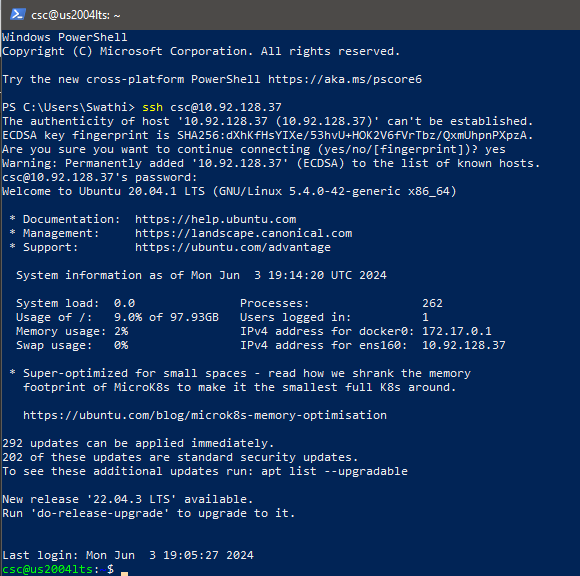 csc@us2004lts: ~
Windows PowerShell
Copyright (C) Microsoft Corporation. All rights reserved.
Try the new cross-platform PowerShell https://aka.ms/pscore6
PS C:\Users\Swathi> ssh csc@10.92.128.37
The authenticity of host '10.92.128.37 (10.92.128.37)' can't be established.
ECDSA key fingerprint is SHA256:dXhKfHsYIXe/53hvU+HOK2V6fVrTbz/QxmUhpnPXpzA.
Are you sure you want to continue connecting (yes/no/[fingerprint])? yes
Warning: Permanently added '10.92.128.37' (ECDSA) to the list of known hosts.
csc@10.92.128.37's password:
Welcome to Ubuntu 20.04.1 LTS (GNU/Linux 5.4.0-42-generic x86_64)
* Documentation:  https://help.ubuntu.com
* Management:     https://landscape.canonical.com
* Support:        https://ubuntu.com/advantage
System information as of Mon Jun  3 19:14:20 UTC 2024
System load:  0.0               Processes:                262
Usage of /:   9.0% of 97.93GB   Users logged in:          1
Memory usage: 2%                IPv4 address for docker0: 172.17.0.1
Swap usage:   0%                IPv4 address for ens160:  10.92.128.37
* Super-optimized for small spaces - read how we shrank the memory
footprint of MicroK8s to make it the smallest full K8s around.
https://ubuntu.com/blog/microk8s-memory-optimisation
292 updates can be applied immediately.
202 of these updates are standard security updates.
To see these additional updates run: apt list --upgradable
New release '22.04.3 LTS' available.
Run 'do-release-upgrade' to upgrade to it.
Last login: Mon Jun  3 19:05:27 2024
csc@us2004lts: $